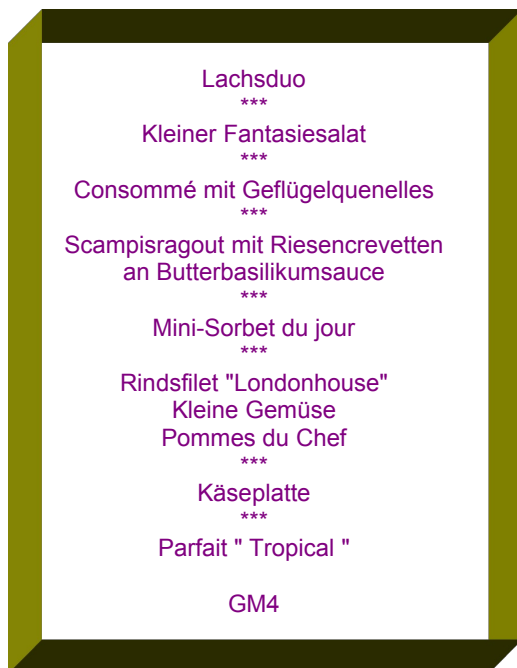 Lachsduo
***
Kleiner Fantasiesalat
***
Consommé mit Geflügelquenelles
***
Scampisragout mit Riesencrevetten
an Butterbasilikumsauce
***
Mini-Sorbet du jour
***
Rindsfilet "Londonhouse"
Kleine Gemüse
Pommes du Chef
***
Käseplatte
***
Parfait " Tropical "
GM4